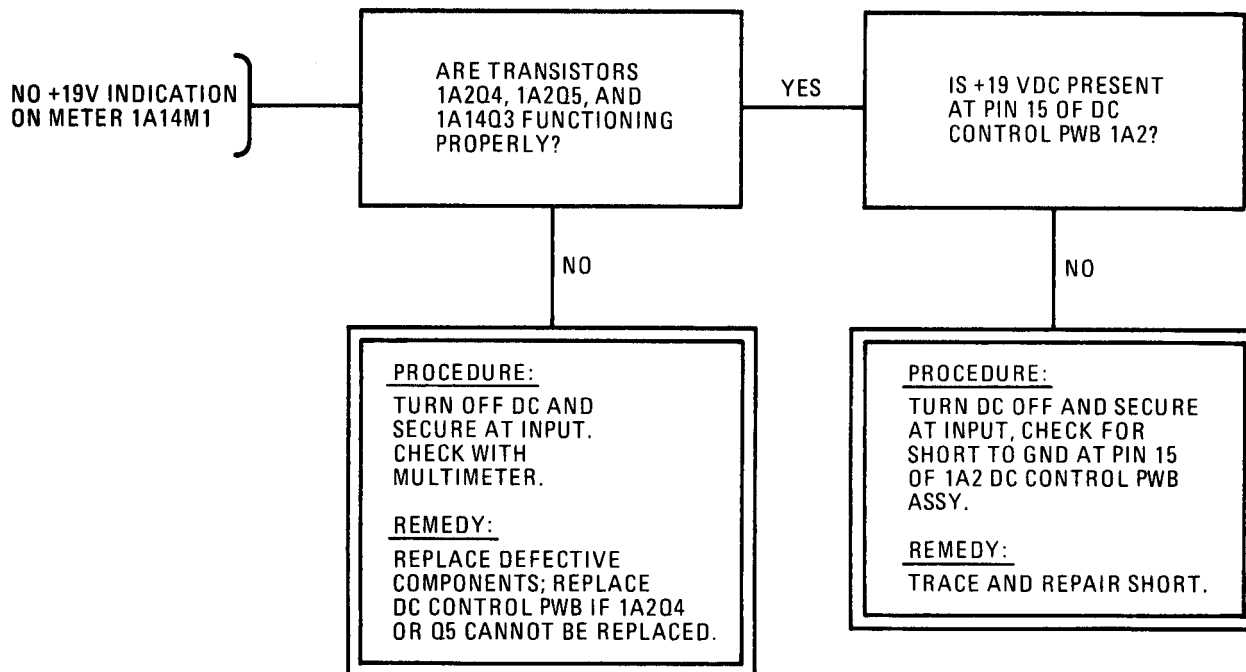 NO +19V INDICATION
ON METER 1A14M1
ARE TRANSISTORS
1A2Q4, 1A2Q5, AND
1A14Q3 FUNCTIONING
PROPERLY?
YES
IS +19 VDC PRESENT
AT PIN 15 OF DC
CONTROL PWB 1A2?
NO
NO
PROCEDURE:
TURN OFF DC AND
SECURE AT INPUT.
CHECK WITH
MULTIMETER.
REMEDY:
REPLACE DEFECTIVE
COMPONENTS; REPLACE
DC CONTROL PWB IF 1A2Q4
OR Q5 CANNOT BE REPLACED.
PROCEDURE:
TURN DC OFF AND SECURE
AT INPUT, CHECK FOR
SHORT TO GND AT PIN 15
OF 1A2 DC CONTROL PWB
ASSY.
REMEDY:
TRACE AND REPAIR SHORT.